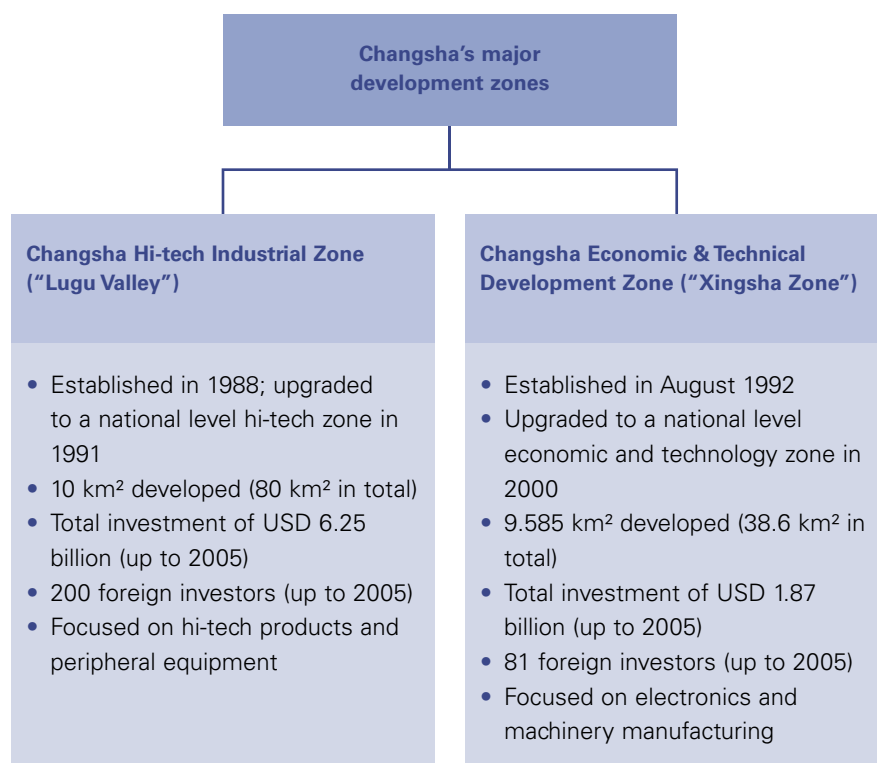 Changsha's major
development zones
Changsha Hi-tech Industrial Zone
(“Lugu Valley”)
• Established in 1988; upgraded
to a national level hi-tech zone in
1991
• 10 km² developed (80 km² in total)
• Total investment of USD 6.25
billion (up to 2005)
• 200 foreign investors (up to 2005)
• Focused on hi-tech products and
peripheral equipment
Changsha Economic & Technical
Development Zone (“Xingsha Zone”)
• Established in August 1992
• Upgraded to a national level
economic and technology zone in
2000
• 9.585 km² developed (38.6 km² in
total)
• Total investment of USD 1.87
billion (up to 2005)
• 81 foreign investors (up to 2005)
• Focused on electronics and
machinery manufacturing